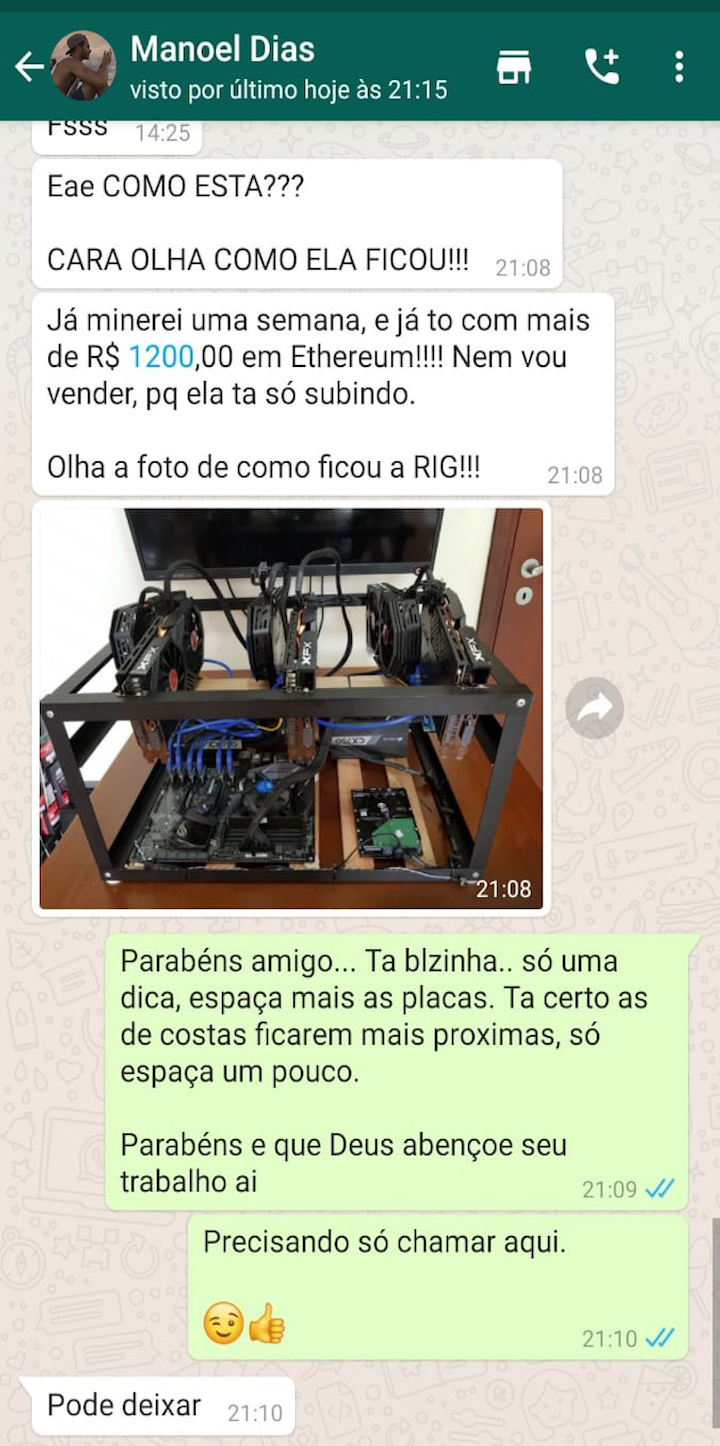 Manoel Dias
visto por último hoje às 21:15
Fsss 14:25
Eae COMO ESTA???
CARA OLHA COMO ELA FICOU!!! 21:08
Já minerei uma semana, e já to com mais
de R$ 1200,00 em Ethereum!!!! Nem vou
vender, pq ela ta só subindo.
Olha a foto de como ficou a RIG!!! 21:08
XFX
XFX
XFX
CX750
21:08
Parabéns amigo... Ta blzinha.. só uma
dica, espaça mais as placas. Ta certo as
de costas ficarem mais proximas, só
espaça um pouco.
Parabéns e que Deus abençoe seu
trabalho ai 21:09
Precisando só chamar aqui.
😉👍 21:10
Pode deixar 21:10